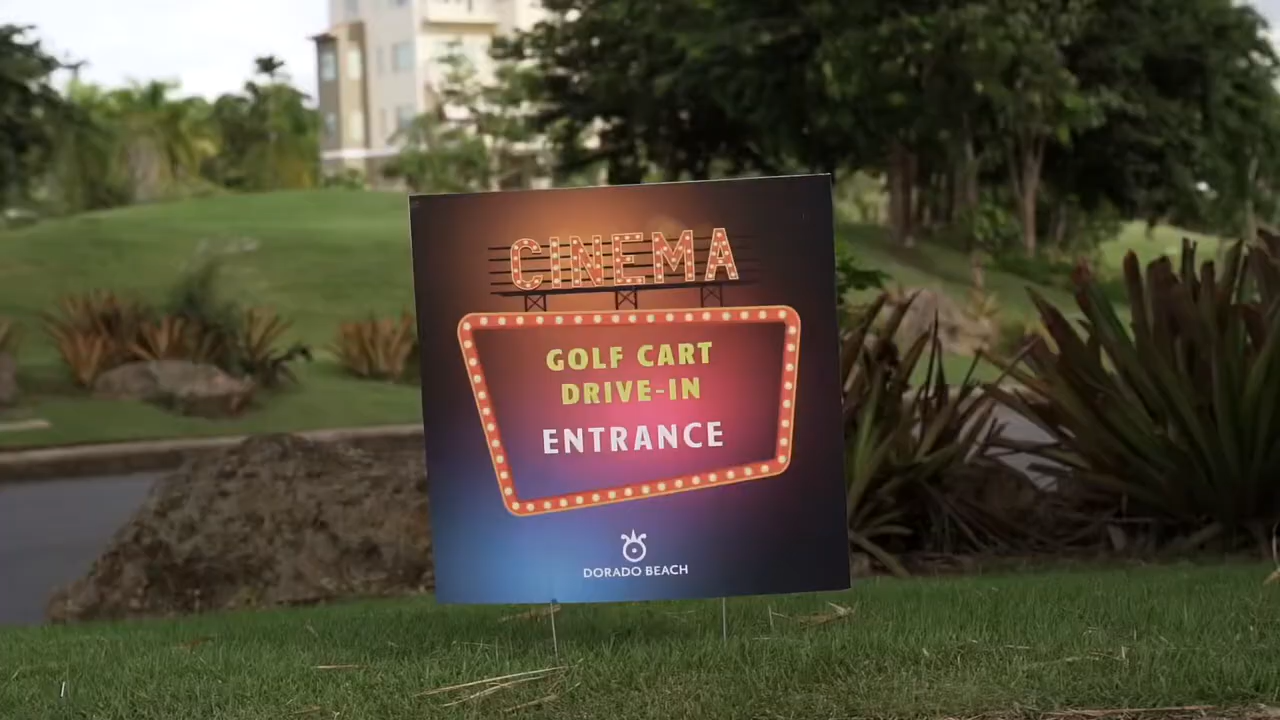 CINEMA
GOLF CART
DRIVE-IN
ENTRANCE
DORADO BEACH